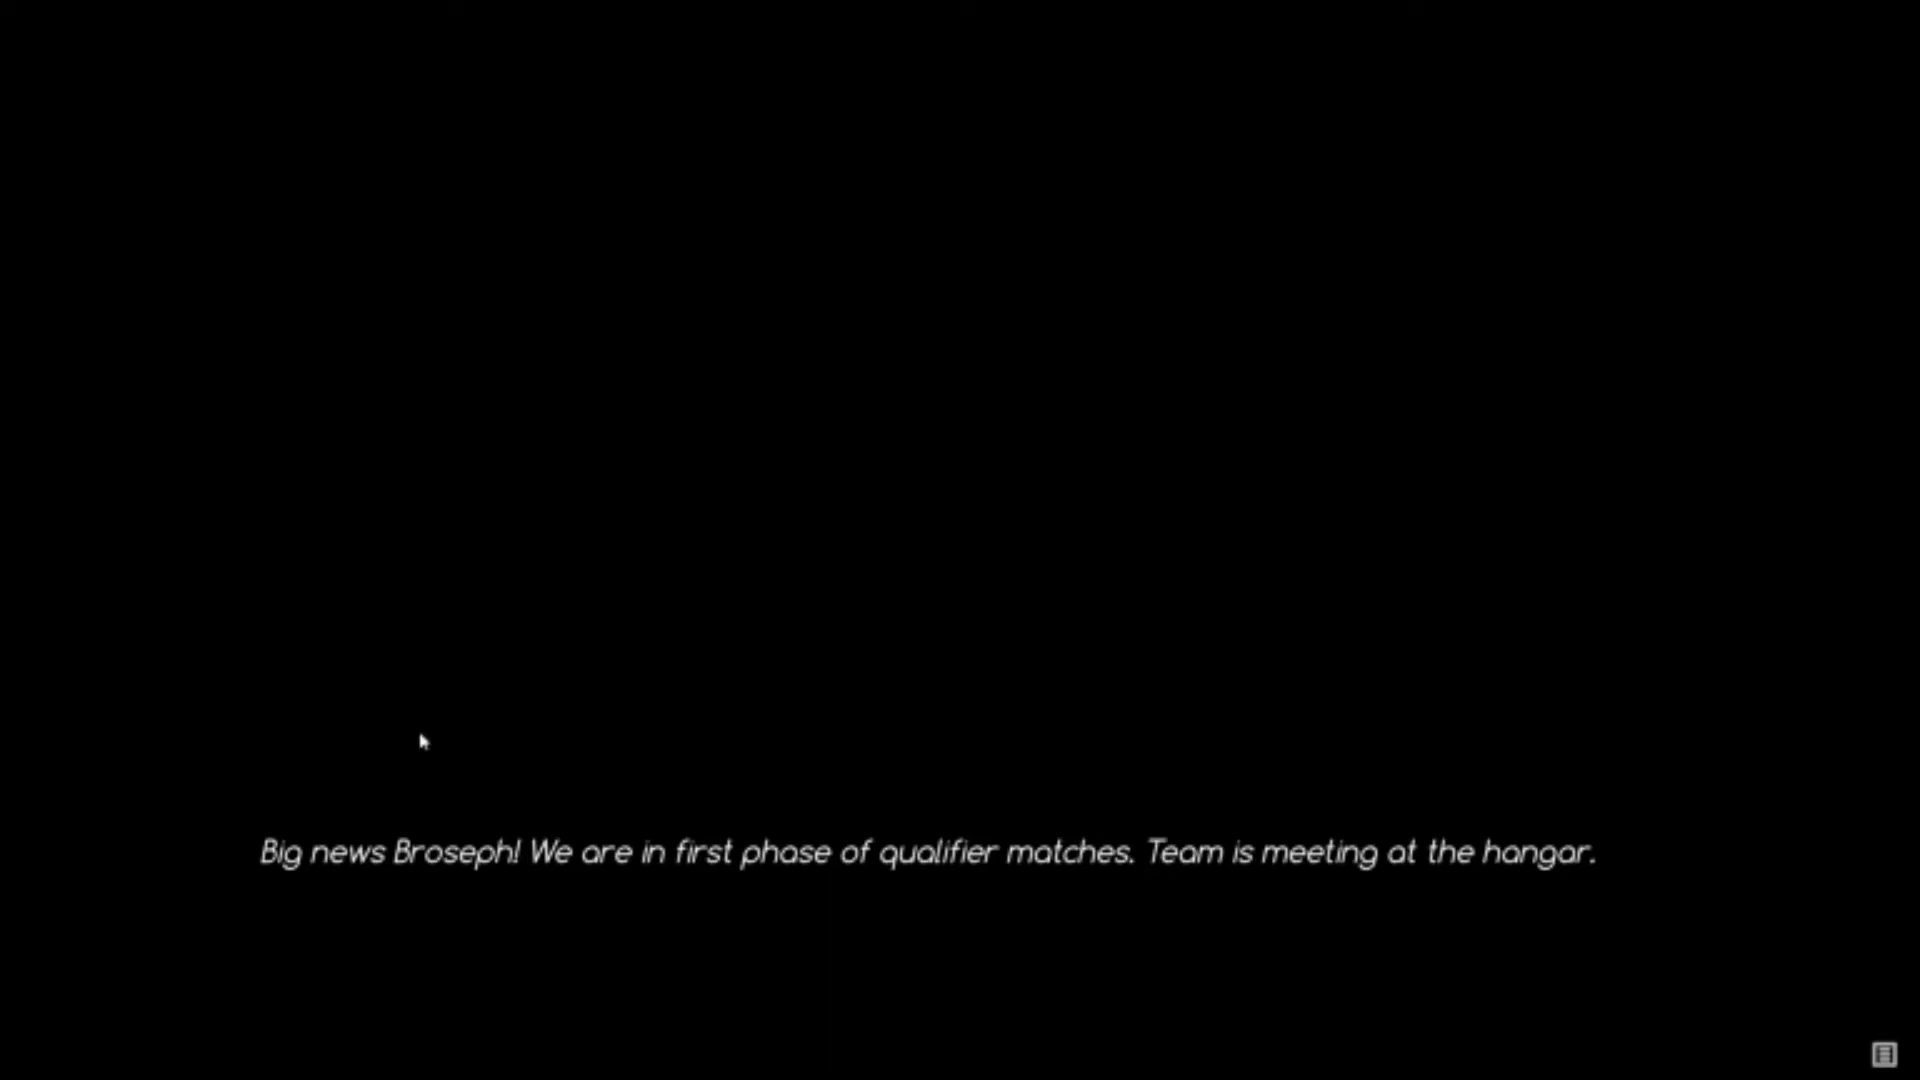 Big news Broseph! We are in first phase of qualifier matches. Team is meeting at the hangar.